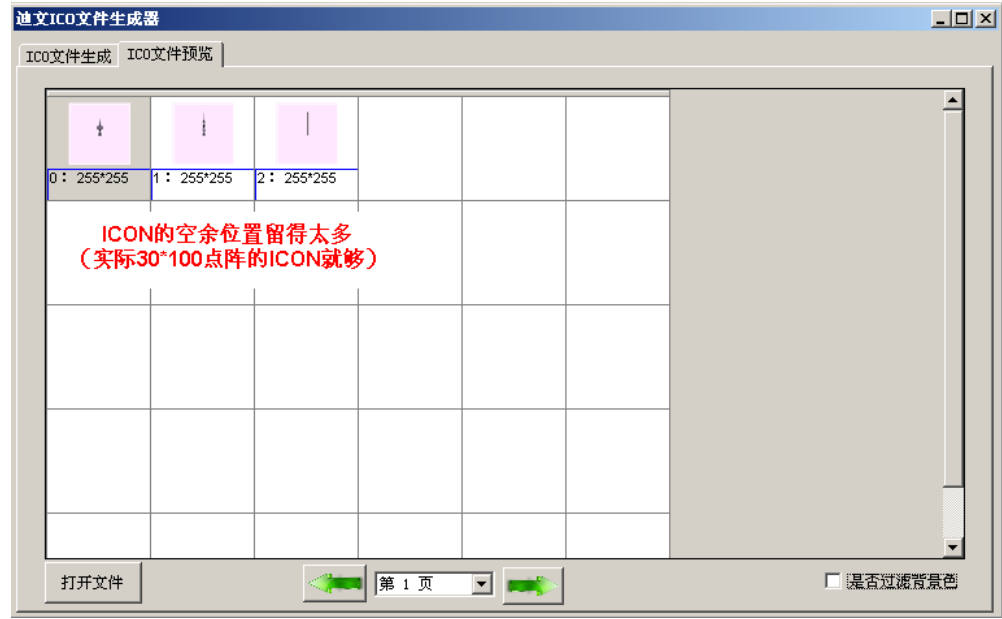 迪文ICO文件生成器
ICO文件生成 ICO文件预览
0： 255*255 1： 255*255 2： 255*255
ICON的空余位置留得太多
（实际30*100点阵的ICON就够）
打开文件 第 1 页 是否过滤背景色